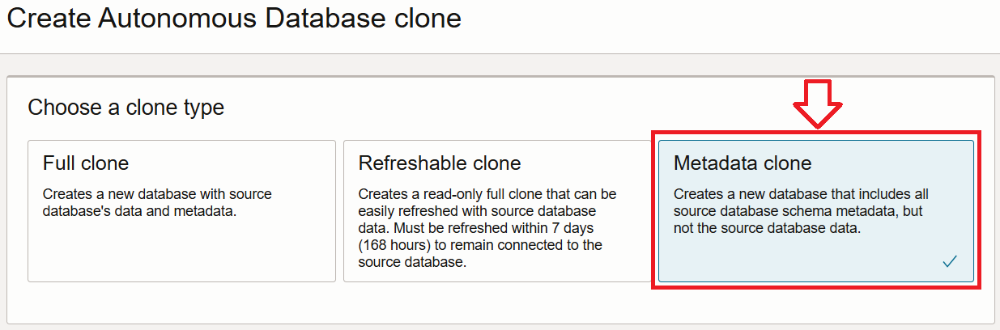 Create Autonomous Database clone
Choose a clone type
Full clone
Creates a new database with source
database's data and metadata.
Refreshable clone
Creates a read-only full clone that can be
easily refreshed with source database
data. Must be refreshed within 7 days
(168 hours) to remain connected to the
source database.
Metadata clone
Creates a new database that includes all
source database schema metadata, but
not the source database data.